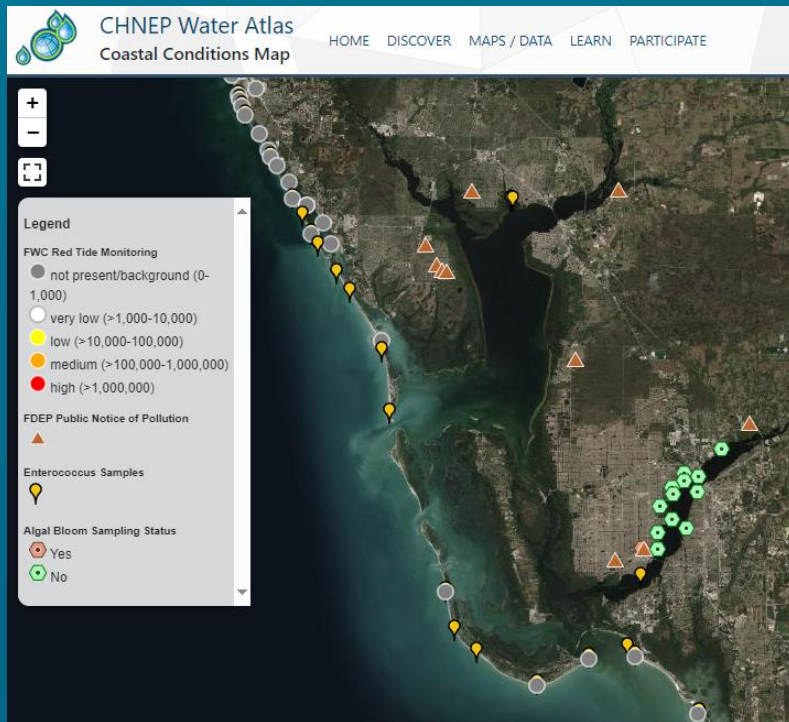 CHNEP Water Atlas
Coastal Conditions Map
HOME DISCOVER MAPS / DATA LEARN PARTICIPATE
+
−
Legend
FWC Red Tide Monitoring
not present/background (0-
1,000)
very low (>1,000-10,000)
low (>10,000-100,000)
medium (>100,000-1,000,000)
high (>1,000,000)
FDEP Public Notice of Pollution
Enterococcus Samples
Algal Bloom Sampling Status
Yes
No